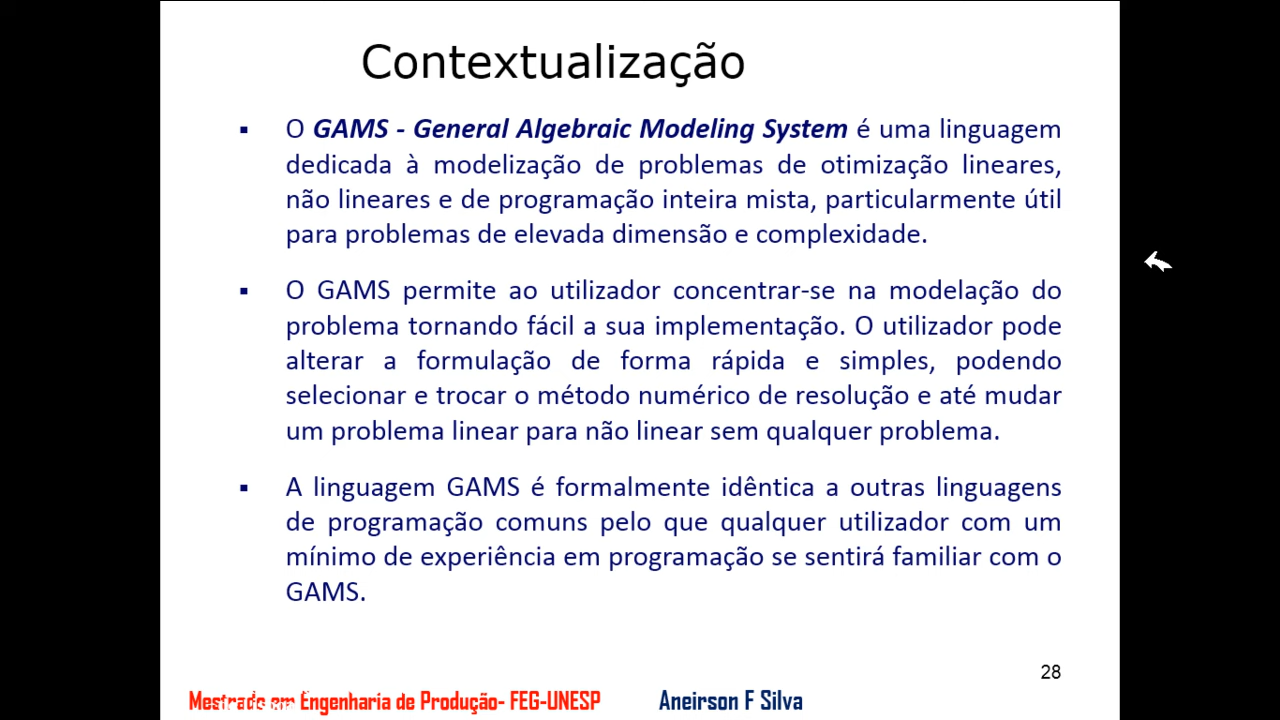 Contextualização
▪ O GAMS - General Algebraic Modeling System é uma linguagem
dedicada à modelização de problemas de otimização lineares,
não lineares e de programação inteira mista, particularmente útil
para problemas de elevada dimensão e complexidade.
▪ O GAMS permite ao utilizador concentrar-se na modelação do
problema tornando fácil a sua implementação. O utilizador pode
alterar a formulação de forma rápida e simples, podendo
selecionar e trocar o método numérico de resolução e até mudar
um problema linear para não linear sem qualquer problema.
▪ A linguagem GAMS é formalmente idêntica a outras linguagens
de programação comuns pelo que qualquer utilizador com um
mínimo de experiência em programação se sentirá familiar com o
GAMS.
28
Mestrado em Engenharia de Produção- FEG-UNESP Aneirson F Silva